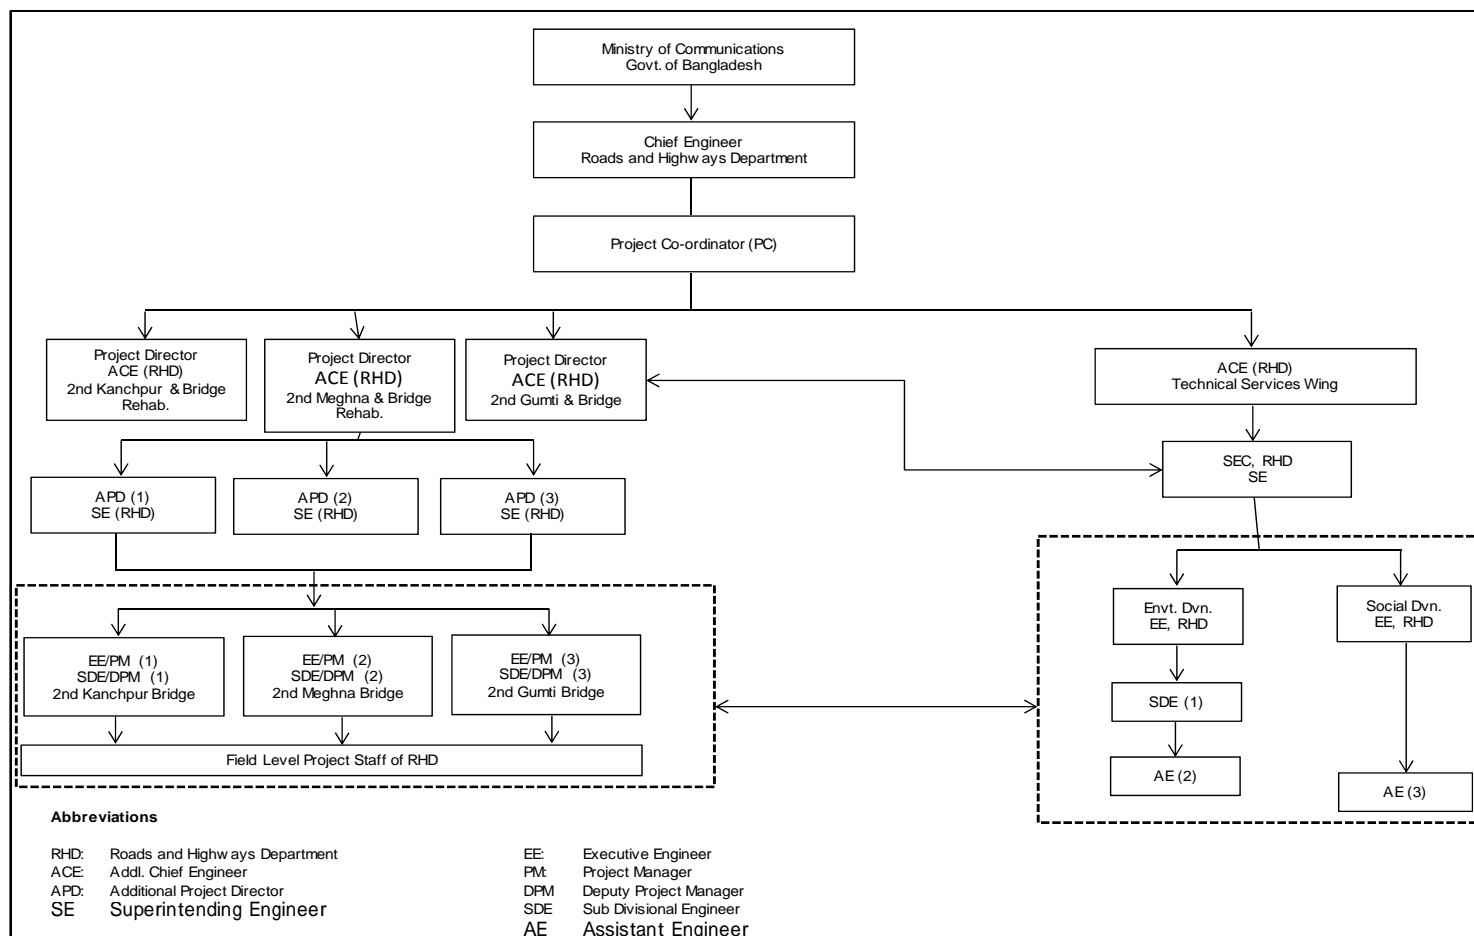 Ministry of Communications
Govt. of Bangladesh
Chief Engineer
Roads and Highways Department
Project Co-ordinator (PC)
Project Director
ACE (RHD)
2nd Kanchpur & Bridge
Rehab.
Project Director
ACE (RHD)
2nd Meghna & Bridge
Rehab.
Project Director
ACE (RHD)
2nd Gumti & Bridge
ACE (RHD)
Technical Services Wing
SEC, RHD
SE
APD (1)
SE (RHD)
APD (2)
SE (RHD)
APD (3)
SE (RHD)
Envt. Dvn.
EE, RHD
Social Dvn.
EE, RHD
EE/PM (1)
SDE/DPM (1)
2nd Kanchpur Bridge
EE/PM (2)
SDE/DPM (2)
2nd Meghna Bridge
EE/PM (3)
SDE/DPM (3)
2nd Gumti Bridge
SDE (1)
Field Level Project Staff of RHD
AE (2)
AE (3)
Abbreviations
RHD: Roads and Highways Department
ACE: Addl. Chief Engineer
APD: Additional Project Director
SE Superintending Engineer
EE: Executive Engineer
PM: Project Manager
DPM Deputy Project Manager
SDE Sub Divisional Engineer
AE Assistant Engineer